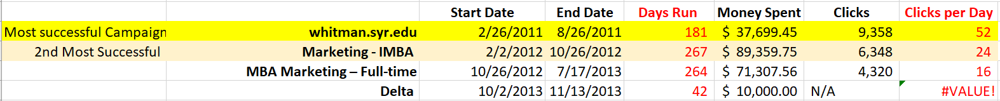 Start Date End Date Days Run Money Spent Clicks Clicks per Day
Most successful Campaign whitman.syr.edu 2/26/2011 8/26/2011 181 $ 37,699.45 9,358 52
2nd Most Successful Marketing - IMBA 2/2/2012 10/26/2012 267 $ 89,359.75 6,348 24
MBA Marketing – Full-time 10/26/2012 7/17/2013 264 $ 71,307.56 4,320 16
Delta 10/2/2013 11/13/2013 42 $ 10,000.00 N/A #VALUE!